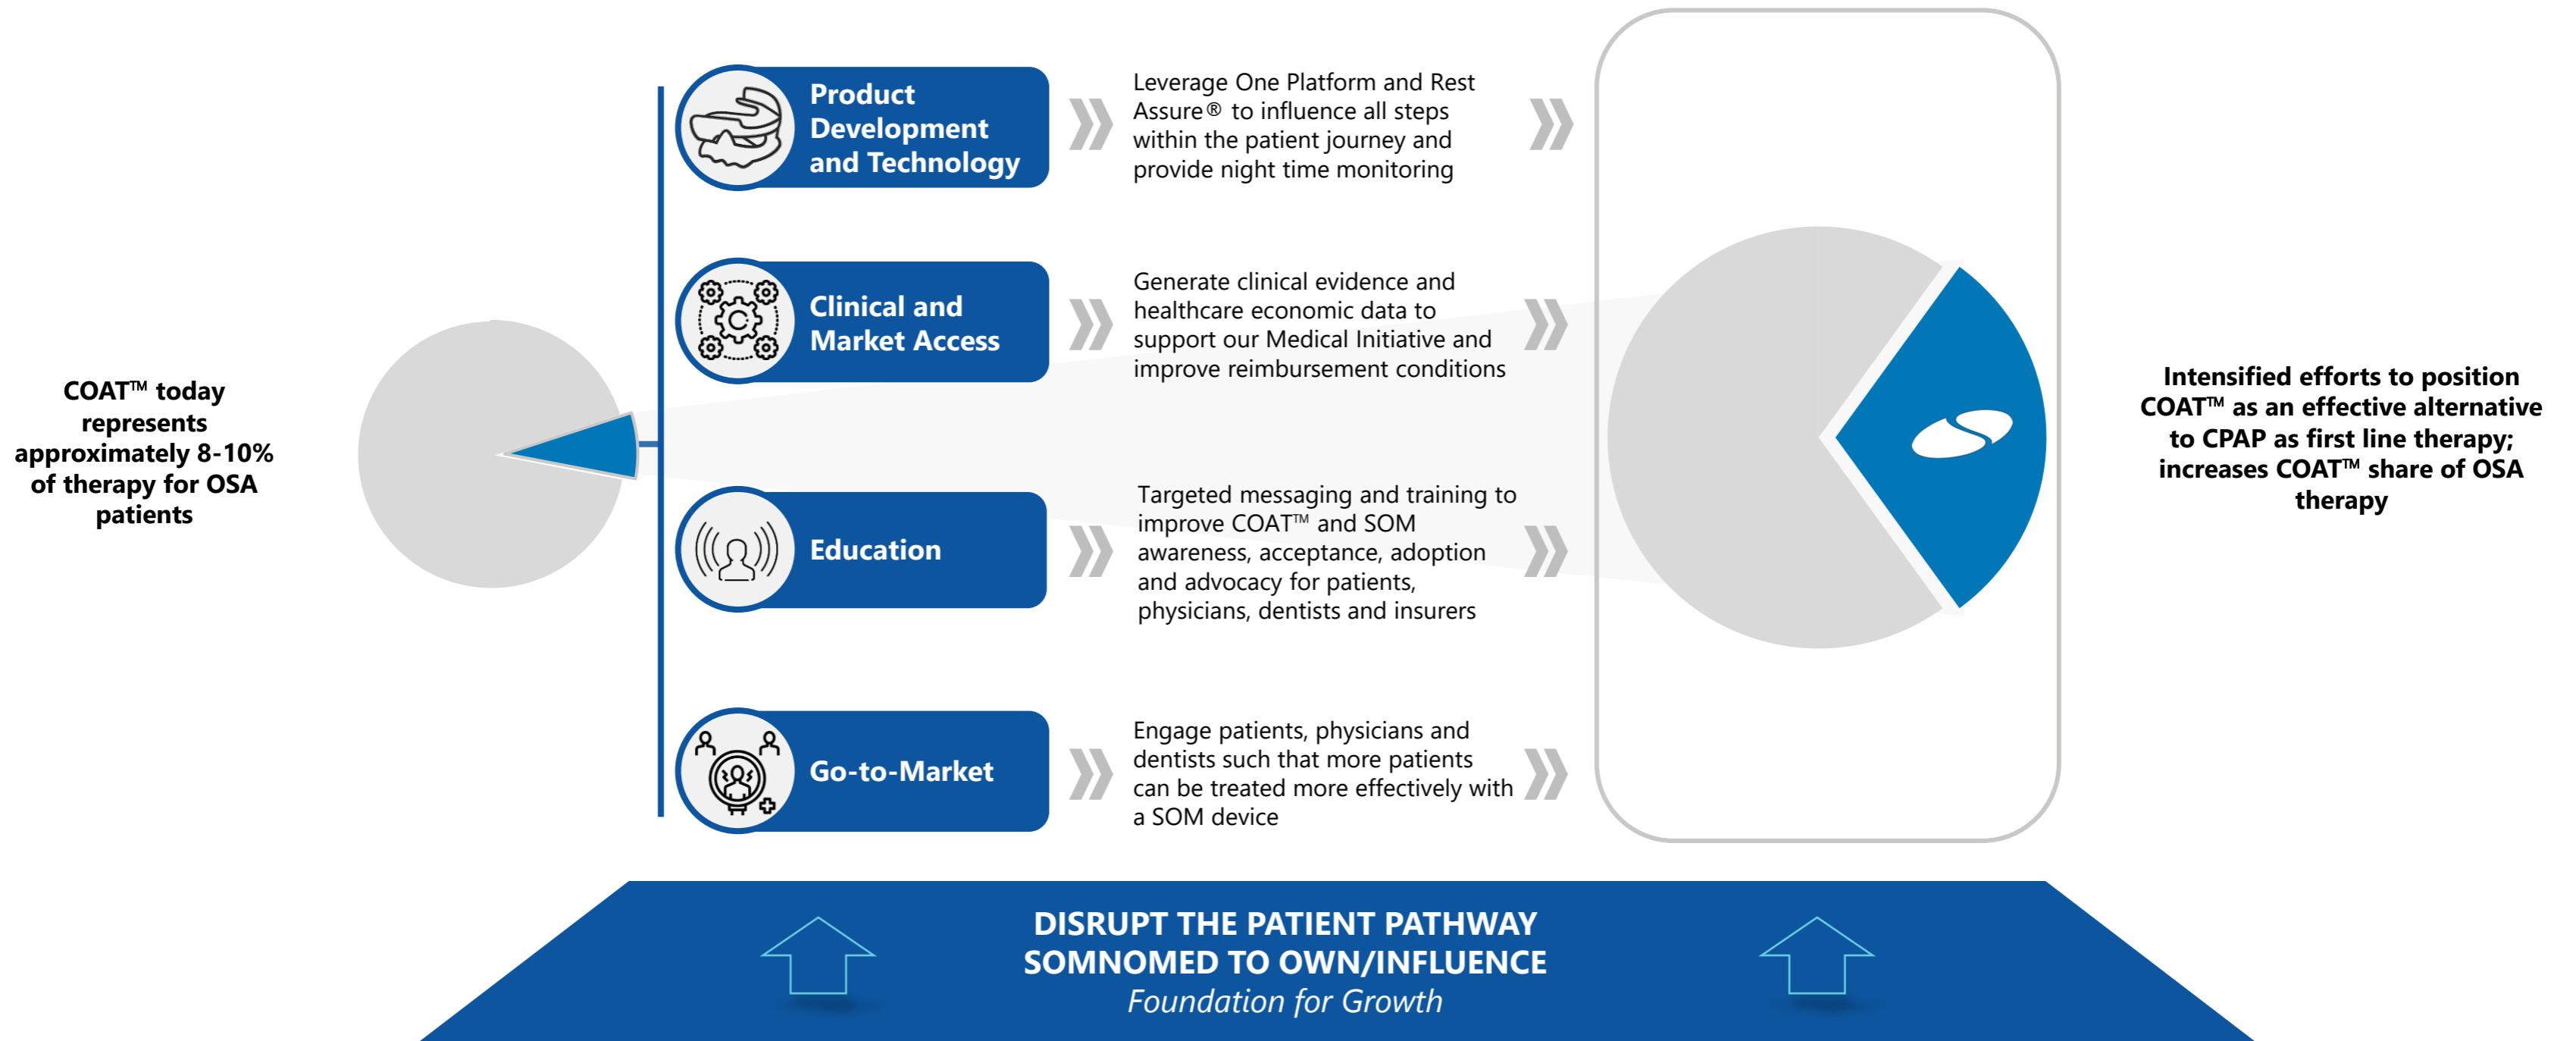 COAT™ today
represents
approximately 8-10%
of therapy for OSA
patients
Product
Development
and Technology
Leverage One Platform and Rest
Assure® to influence all steps
within the patient journey and
provide night time monitoring
Clinical and
Market Access
Generate clinical evidence and
healthcare economic data to
support our Medical Initiative and
improve reimbursement conditions
Education
Targeted messaging and training to
improve COAT™ and SOM
awareness, acceptance, adoption
and advocacy for patients,
physicians, dentists and insurers
Go-to-Market
Engage patients, physicians and
dentists such that more patients
can be treated more effectively with
a SOM device
Intensified efforts to position
COAT™ as an effective alternative
to CPAP as first line therapy;
increases COAT™ share of OSA
therapy
DISRUPT THE PATIENT PATHWAY
SOMNOMED TO OWN/INFLUENCE
Foundation for Growth